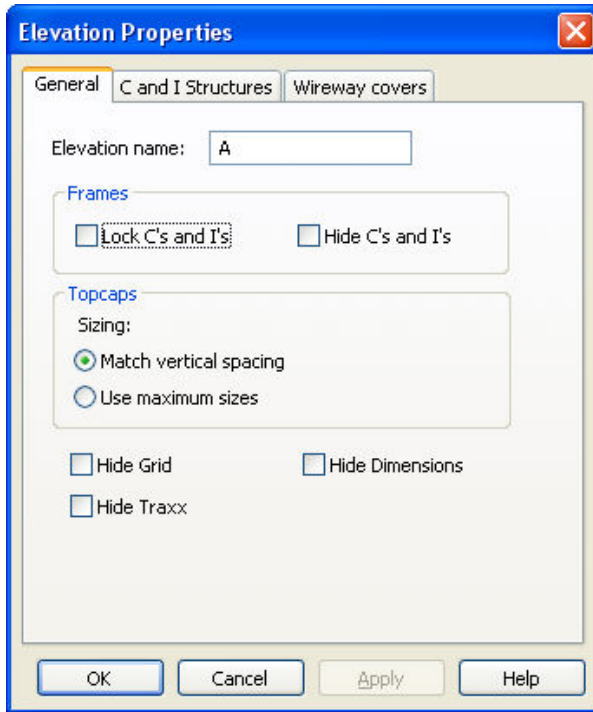 Elevation Properties
General C and I Structures Wireway covers
Elevation name: A
Frames
Lock C's and I's Hide C's and I's
Topcaps
Sizing:
Match vertical spacing
Use maximum sizes
Hide Grid Hide Dimensions
Hide Traxx
OK Cancel Apply Help